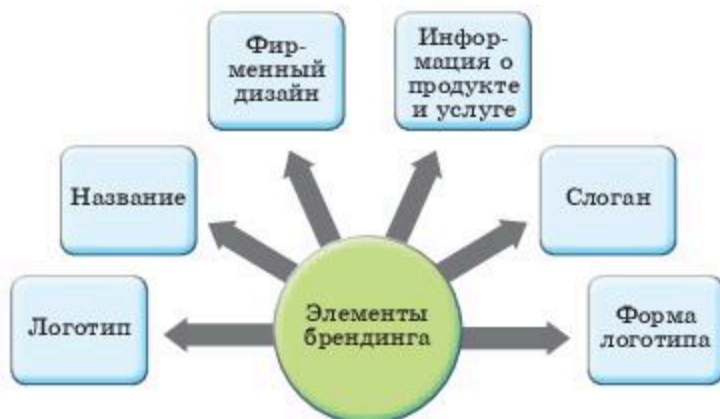 Фир-
менный
дизайн
Инфор-
мация о
продукте
и услуге
Название
Слоган
Логотип
Элементы
брендинга
Форма
логотипа